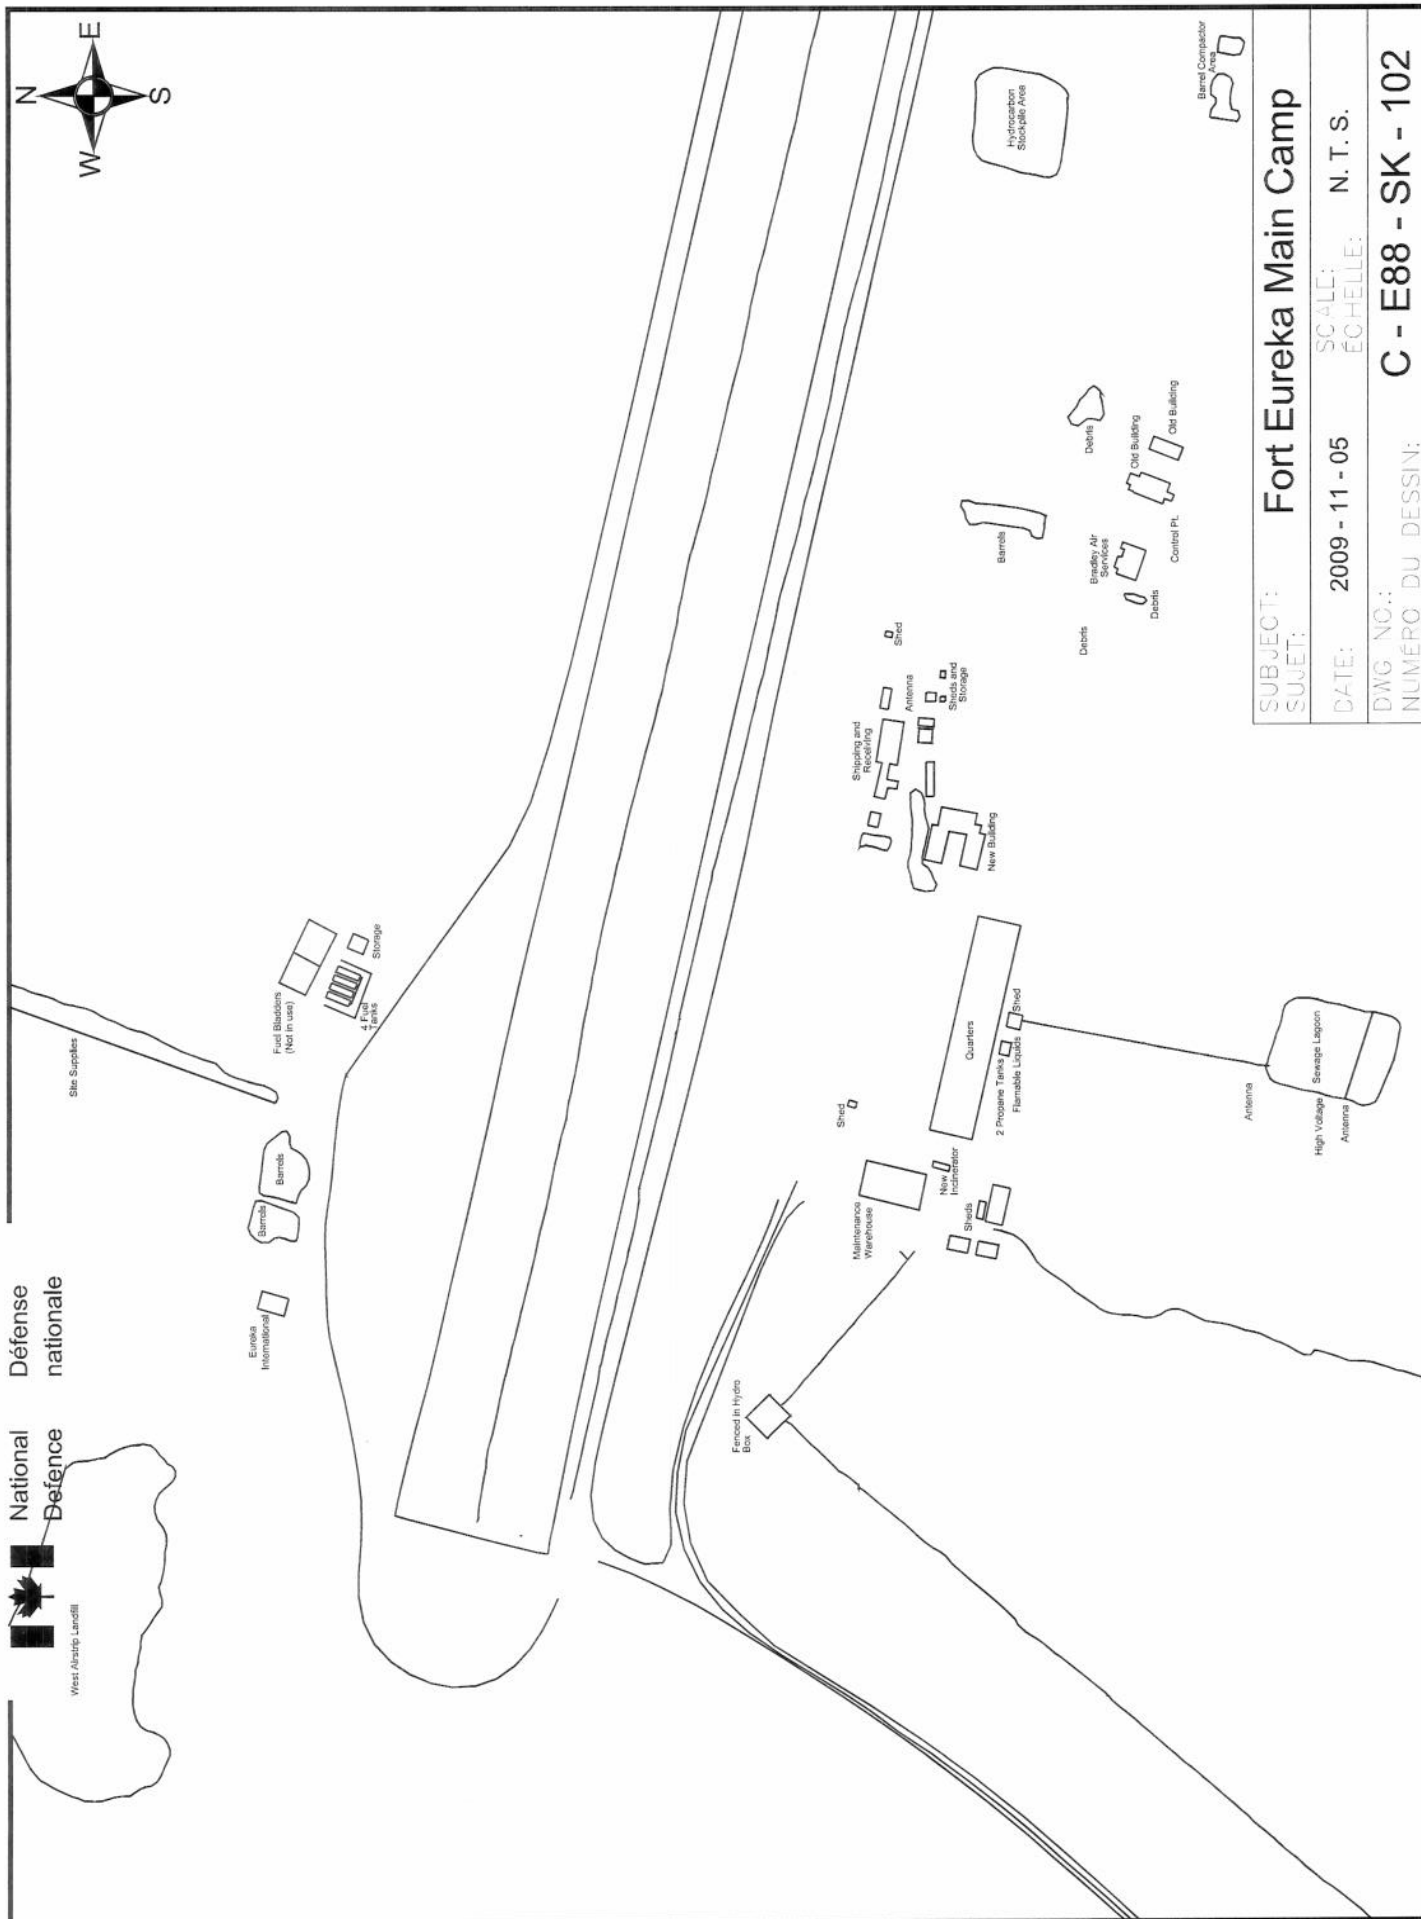 National Défense
Defence nationale
N
W E
S
West Airstrip Landfill
Site Supplies
Eureka
International
Barrels
Barrels
Fuel Bladders
(Not in use)
4 Fuel
Tanks
Storage
Fenced in Hydro
Box
Maintenance
Warehouse
Shed
New
Incinerator
Sheds
Quarters
2 Propane Tanks
Flamable Liquids
Shed
Shipping and
Receiving
Antenna
Shed
Sheds and
Storage
New Building
Antenna
High Voltage
Sewage Lagoon
Antenna
Barrels
Debris
Debris
Bradley Air
Services
Debris
Control Pt.
Old Building
Old Building
Hydrocarbon
Stockpile Area
Barrel Compactor
Area
SUBJECT:
SUJET:
Fort Eureka Main Camp
DATE: 2009 - 11 - 05
SCALE:
ÉCHELLE:
N. T. S.
DWG NO.:
NUMÉRO DU DESSIN:
C - E88 - SK - 102